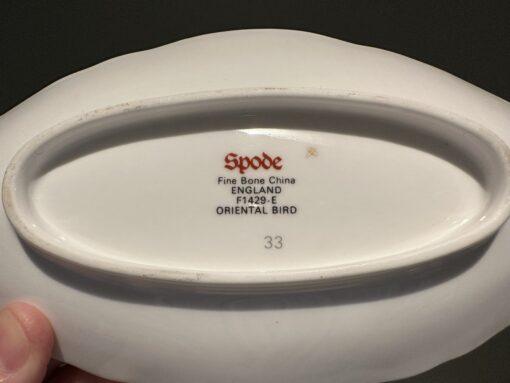 Spode
Fine Bone China
ENGLAND
F1429-E
ORIENTAL BIRD
33